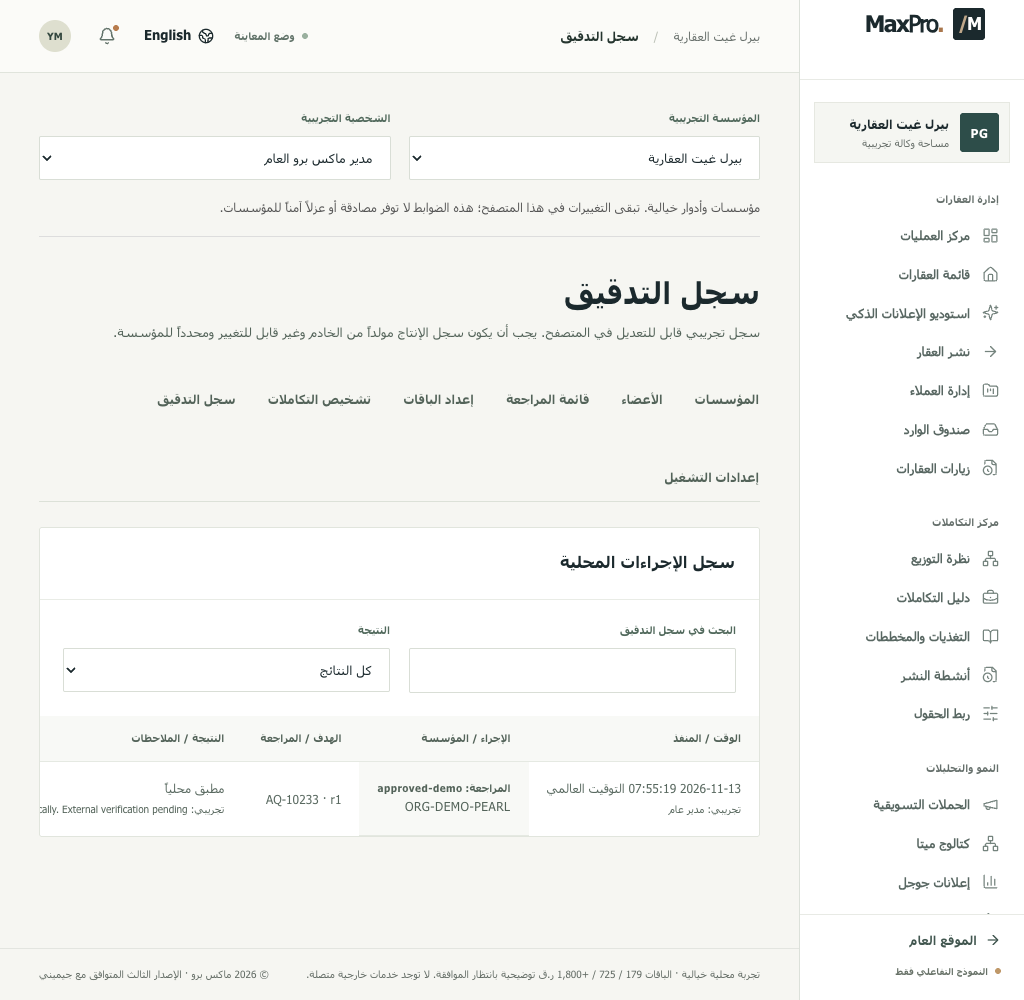 MaxPro.
/M
بيرل غيت العقارية / سجل التدقيق
وضع المعاينة
English
YM
PG
بيرل غيت العقارية
مساحة وكالة تجريبية
إدارة العقارات
مركز العمليات
قائمة العقارات
استوديو الإعلانات الذكي
نشر العقار
إدارة العملاء
صندوق الوارد
زيارات العقارات
مركز التكاملات
نظرة التوزيع
دليل التكاملات
التغذيات والمخططات
أنشطة النشر
ربط الحقول
النمو والتحليلات
الحملات التسويقية
كتالوج ميتا
إعلانات جوجل
الموقع العام
النموذج التفاعلي فقط
المؤسسة التجريبية
بيرل غيت العقارية
الشخصية التجريبية
مدير ماكس برو العام
مؤسسات وأدوار خيالية. تبقى التغييرات في هذا المتصفح؛ هذه الضوابط لا توفر مصادقة أو عزلاً آمناً للمؤسسات.
سجل التدقيق
سجل تجريبي قابل للتعديل في المتصفح. يجب أن يكون سجل الإنتاج مولداً من الخادم وغير قابل للتغيير ومحدداً للمؤسسة.
المؤسسات الأعضاء قائمة المراجعة إعداد الباقات تشخيص التكاملات سجل التدقيق
إعدادات التشغيل
سجل الإجراءات المحلية
البحث في سجل التدقيق
النتيجة
كل النتائج
الوقت / المنفذ الإجراء / المؤسسة الهدف / المراجعة النتيجة / الملاحظات
2026-11-13 07:55:19 التوقيت العالمي
تجريبي: مدير عام
المراجعة: approved-demo
ORG-DEMO-PEARL
AQ-10233 · r1
مطبق محلياً
تجريبي: cally. External verification pending
تجربة محلية خيالية · الباقات 179 / 725 / 1,800+ ر.ق توضيحية بانتظار الموافقة. لا توجد خدمات خارجية متصلة.
© 2026 ماكس برو · الإصدار الثالث المتوافق مع جيميني